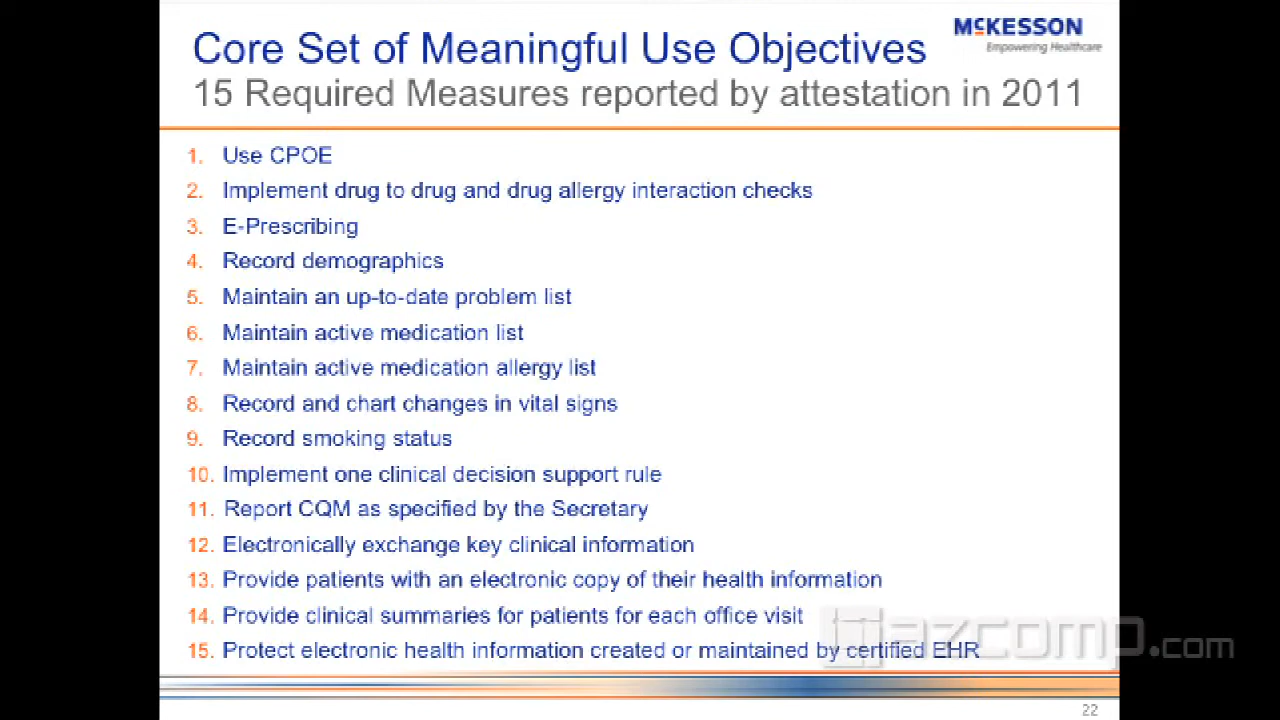 Core Set of Meaningful Use Objectives
McKESSON
Empowering Healthcare
15 Required Measures reported by attestation in 2011
1. Use CPOE
2. Implement drug to drug and drug allergy interaction checks
3. E-Prescribing
4. Record demographics
5. Maintain an up-to-date problem list
6. Maintain active medication list
7. Maintain active medication allergy list
8. Record and chart changes in vital signs
9. Record smoking status
10. Implement one clinical decision support rule
11. Report CQM as specified by the Secretary
12. Electronically exchange key clinical information
13. Provide patients with an electronic copy of their health information
14. Provide clinical summaries for patients for each office visit
15. Protect electronic health information created or maintained by certified EHR
azcomp.com
22